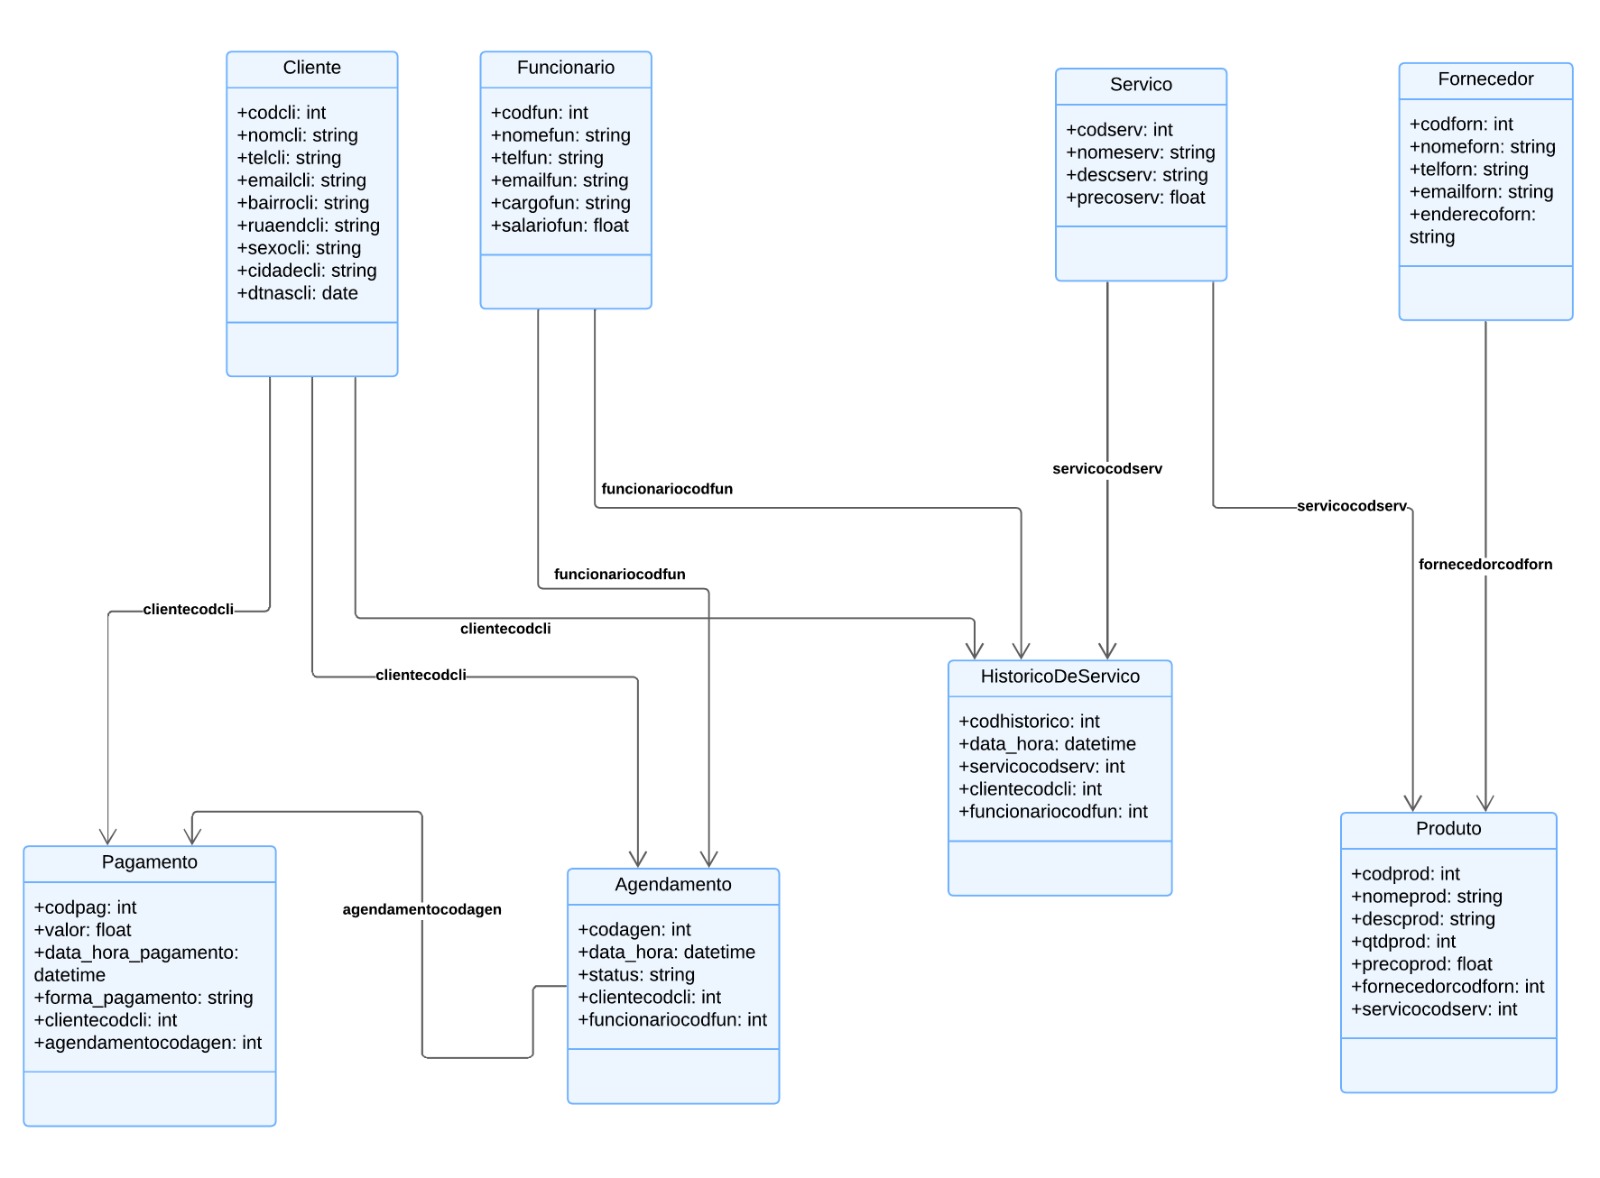 Cliente
+codcli: int
+nomcli: string
+telcli: string
+emailcli: string
+bairrocli: string
+ruaendcli: string
+sexocli: string
+cidadecli: string
+dtnascli: date
Funcionario
+codfun: int
+nomefun: string
+telfun: string
+emailfun: string
+cargofun: string
+salariofun: float
Servico
+codserv: int
+nomeserv: string
+descserv: string
+precoserv: float
Fornecedor
+codforn: int
+nomeforn: string
+telforn: string
+emailforn: string
+enderecoforn:
string
servicocodserv
funcionariocodfun
servicocodserv
fornecedorcodforn
funcionariocodfun
clientecodcli
clientecodcli
clientecodcli
HistoricoDeServico
+codhistorico: int
+data_hora: datetime
+servicocodserv: int
+clientecodcli: int
+funcionariocodfun: int
Produto
+codprod: int
+nomeprod: string
+descprod: string
+qtdprod: int
+precoprod: float
+fornecedorcodforn: int
+servicocodserv: int
Pagamento
+codpag: int
+valor: float
+data_hora_pagamento:
datetime
+forma_pagamento: string
+clientecodcli: int
+agendamentocodagen: int
agendamentocodagen
Agendamento
+codagen: int
+data_hora: datetime
+status: string
+clientecodcli: int
+funcionariocodfun: int